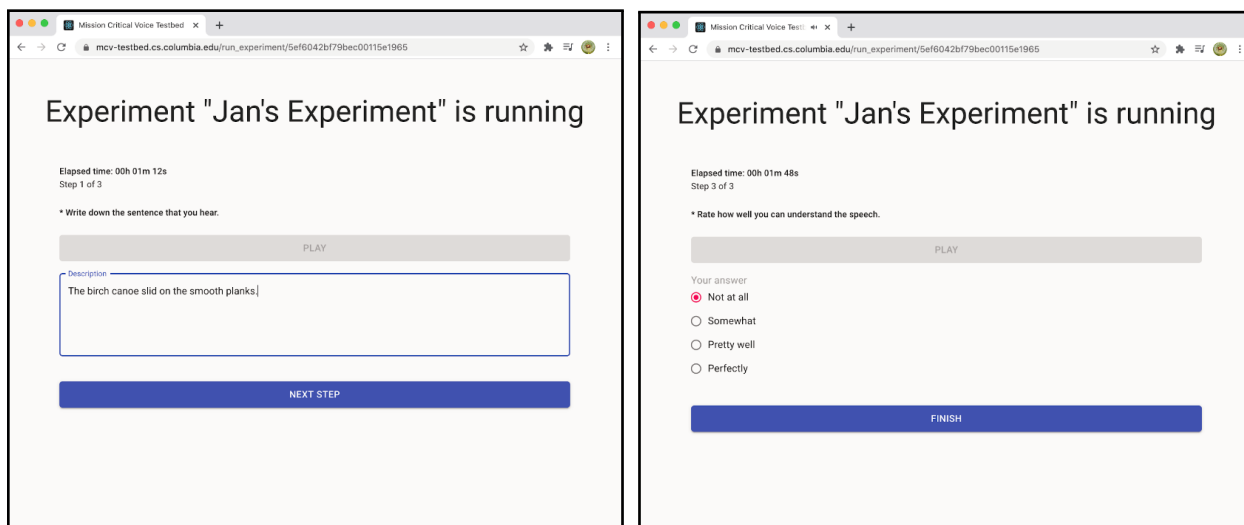 Mission Critical Voice Testbed
mcv-testbed.cs.columbia.edu/run_experiment/5ef6042bf79bec00115e1965
Experiment "Jan's Experiment" is running
Elapsed time: 00h 01m 12s
Step 1 of 3
* Write down the sentence that you hear.
PLAY
Description
The birch canoe slid on the smooth planks.
NEXT STEP
Mission Critical Voice Test
mcv-testbed.cs.columbia.edu/run_experiment/5ef6042bf79bec00115e1965
Experiment "Jan's Experiment" is running
Elapsed time: 00h 01m 48s
Step 3 of 3
* Rate how well you can understand the speech.
PLAY
Your answer
Not at all
Somewhat
Pretty well
Perfectly
FINISH